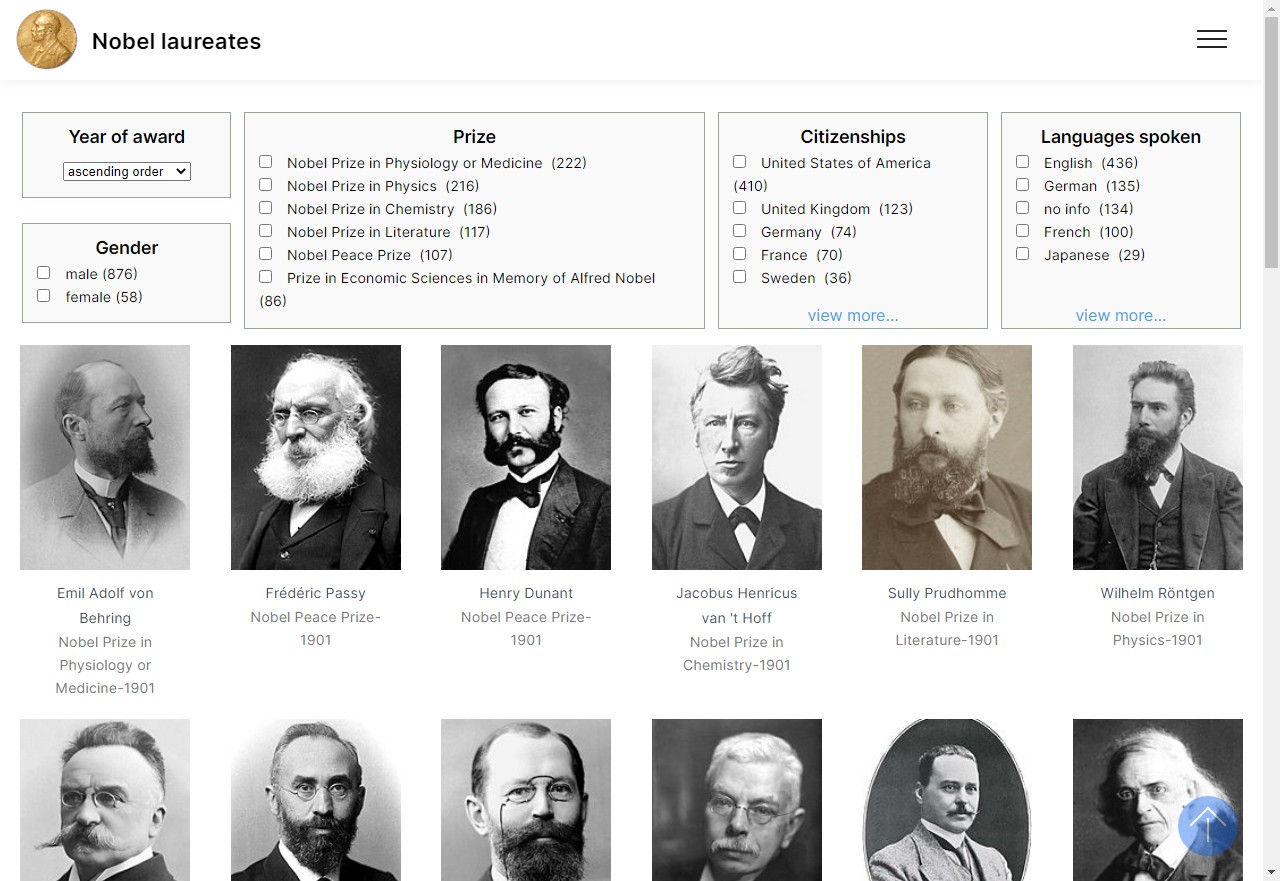 Nobel laureates
Year of award
ascending order
Gender
male (876)
female (58)
Prize
Nobel Prize in Physiology or Medicine (222)
Nobel Prize in Physics (216)
Nobel Prize in Chemistry (186)
Nobel Prize in Literature (117)
Nobel Peace Prize (107)
Prize in Economic Sciences in Memory of Alfred Nobel
(86)
Citizenships
United States of America
(410)
United Kingdom (123)
Germany (74)
France (70)
Sweden (36)
view more...
Languages spoken
English (436)
German (135)
no info (134)
French (100)
Japanese (29)
view more...
Emil Adolf von
Behring
Nobel Prize in
Physiology or
Medicine-1901
Frédéric Passy
Nobel Peace Prize-
1901
Henry Dunant
Nobel Peace Prize-
1901
Jacobus Henricus
van 't Hoff
Nobel Prize in
Chemistry-1901
Sully Prudhomme
Nobel Prize in
Literature-1901
Wilhelm Röntgen
Nobel Prize in
Physics-1901